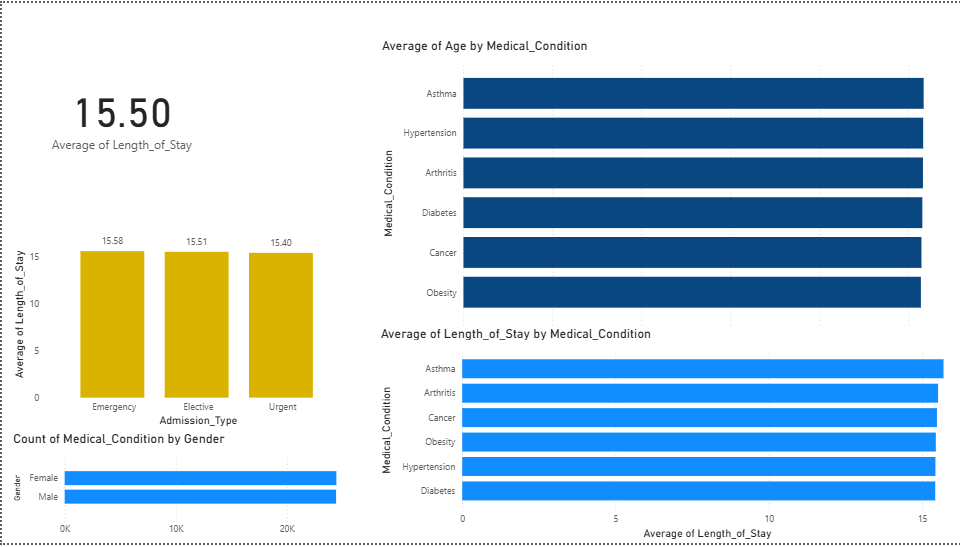 15.50
Average of Length_of_Stay
Average of Length_of_Stay
15
10
5
0
15.58
15.51
15.40
Emergency
Elective
Urgent
Admission_Type
Count of Medical_Condition by Gender
Gender
Female
Male
0K
10K
20K
Average of Age by Medical_Condition
Medical_Condition
Asthma
Hypertension
Arthritis
Diabetes
Cancer
Obesity
Average of Length_of_Stay by Medical_Condition
Medical_Condition
Asthma
Arthritis
Cancer
Obesity
Hypertension
Diabetes
0
5
10
15
Average of Length_of_Stay